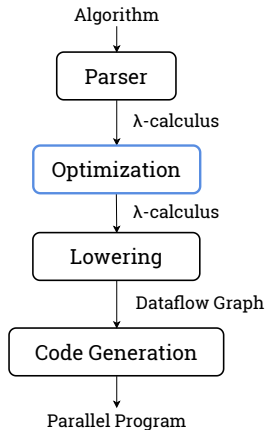 Algorithm
Parser
λ-calculus
Optimization
λ-calculus
Lowering
Dataflow Graph
Code Generation
Parallel Program